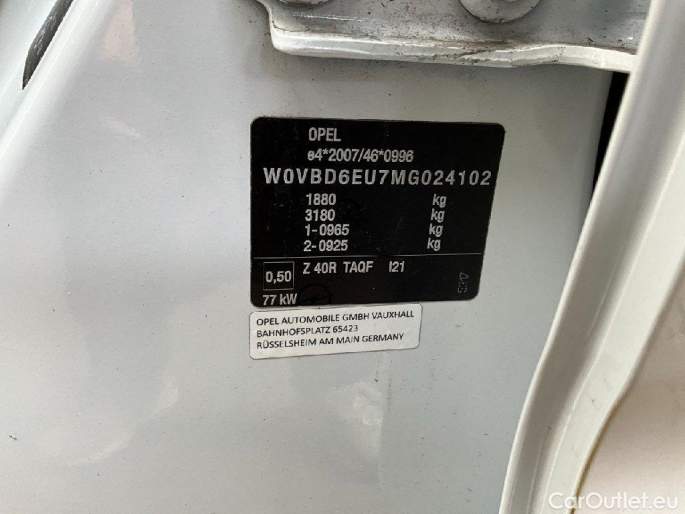 OPEL
e4*2007/46*0996
W0VBD6EU7MG024102
1880 kg
3180 kg
1-0965 kg
2-0925 kg
0,50 Z 40R TAQF I21
77 kW
OPEL AUTOMOBILE GMBH VAUXHALL
BAHNHOFSPLATZ 65423
RÜSSELSHEIM AM MAIN GERMANY
CarOutlet.eu